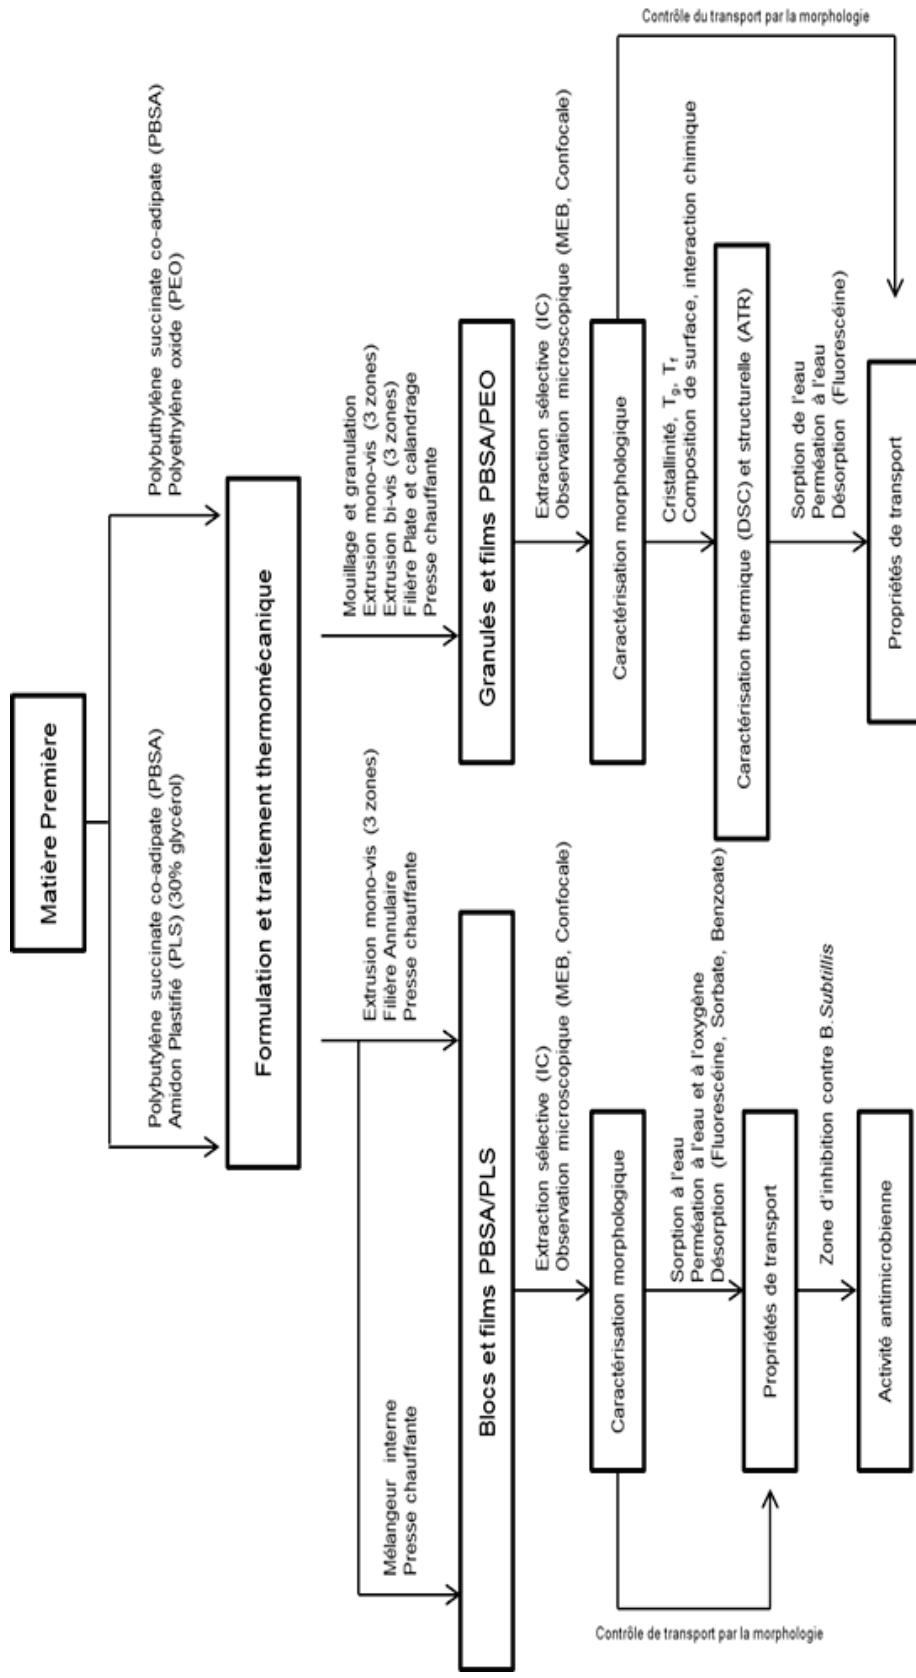 Matière Première
Polybutylène succinate co-adipate (PBSA)
Amidon Plastifié (PLS) (30% glycérol)
Polybuthylène succinate co-adipate (PBSA)
Polyethylène oxide (PEO)
Formulation et traitement thermomécanique
Mélangeur interne
Presse chauffante
Extrusion mono-vis (3 zones)
Filière Annulaire
Presse chauffante
Mouillage et granulation
Extrusion mono-vis (3 zones)
Extrusion bi-vis (3 zones)
Filière Plate et calandrage
Presse chauffante
Blocs et films PBSA/PLS
Granulés et films PBSA/PEO
Extraction sélective (IC)
Observation microscopique (MEB, Confocale)
Extraction sélective (IC)
Observation microscopique (MEB, Confocale)
Caractérisation morphologique
Caractérisation morphologique
Contrôle de transport par la morphologie
Sorption à l'eau
Perméation à l'eau et à l'oxygène
Désorption (Fluorescéine, Sorbate, Benzoate)
Cristallinité, Tg, Tf
Composition de surface, interaction chimique
Contrôle du transport par la morphologie
Propriétés de transport
Caractérisation thermique (DSC) et structurelle (ATR)
Zone d'inhibition contre B.Subtillis
Sorption de l'eau
Perméation à l'eau
Désorption (Fluorescéine)
Activité antimicrobienne
Propriétés de transport